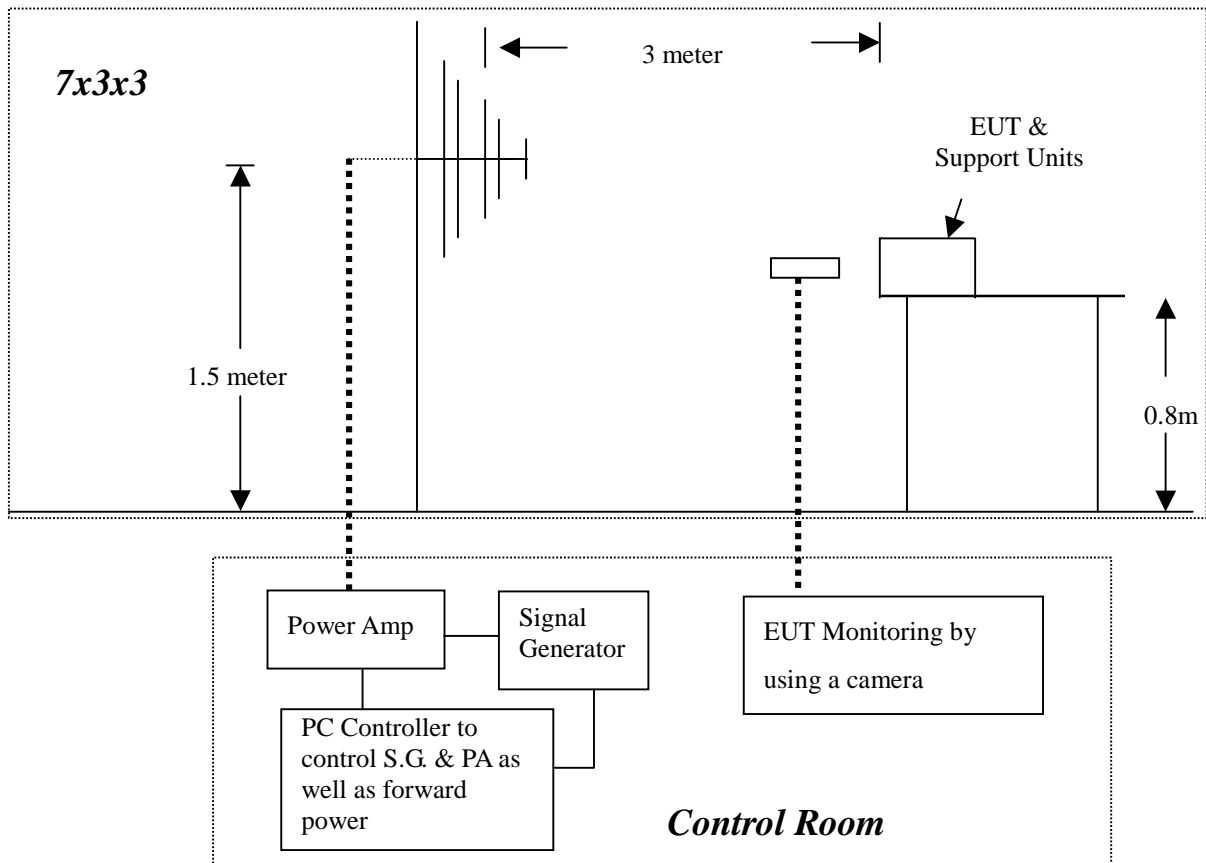 7x3x3
3 meter
EUT &
Support Units
1.5 meter
0.8m
Power Amp
Signal
Generator
EUT Monitoring by
using a camera
PC Controller to
control S.G. & PA as
well as forward
power
Control Room